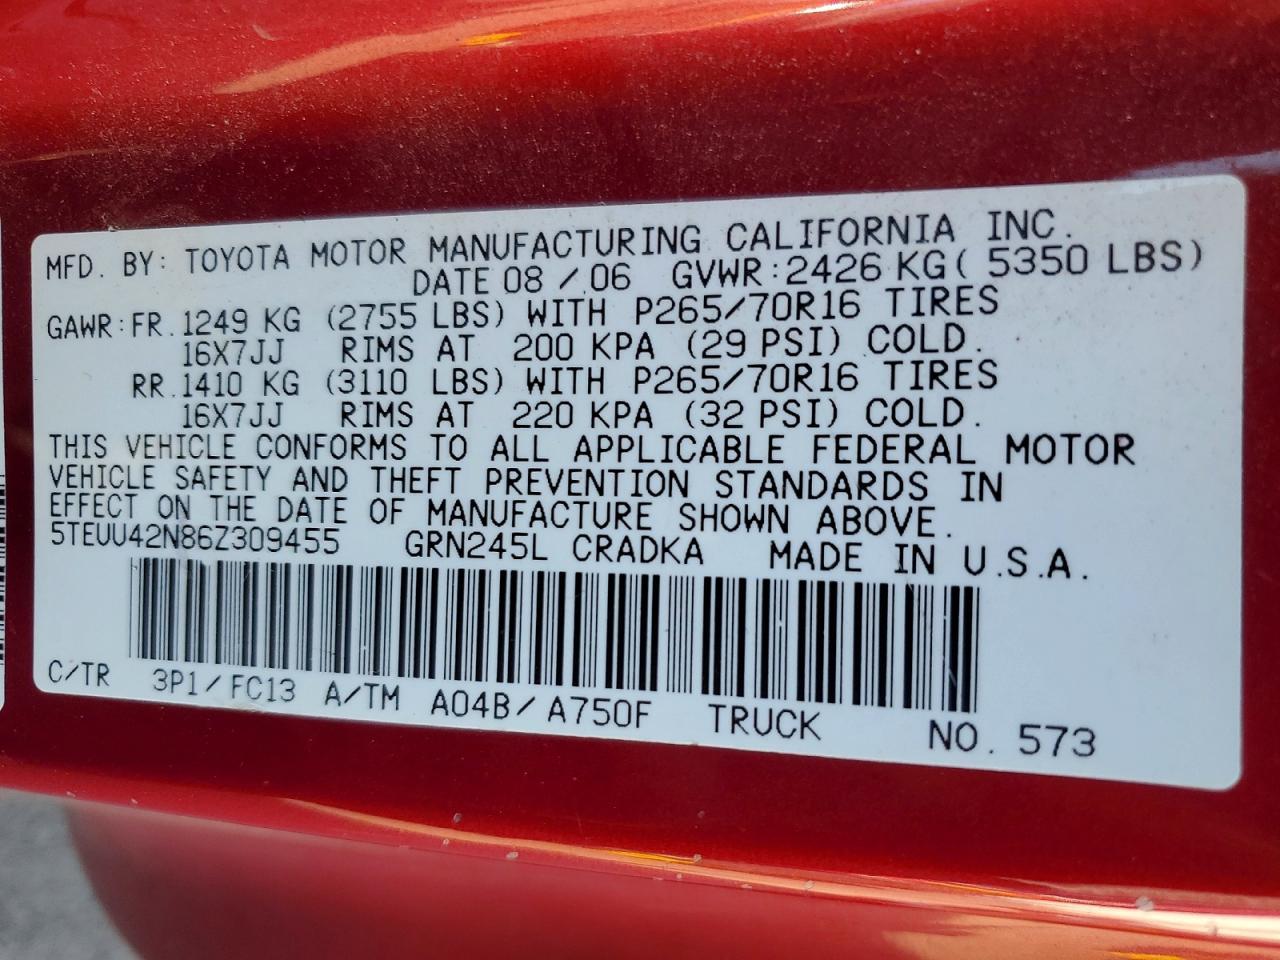 MFD. BY: TOYOTA MOTOR MANUFACTURING CALIFORNIA INC.
DATE 08 / 06 GVWR:2426 KG( 5350 LBS)
GAWR:FR.1249 KG (2755 LBS) WITH P265/70R16 TIRES
16X7JJ RIMS AT 200 KPA (29 PSI) COLD.
RR.1410 KG (3110 LBS) WITH P265/70R16 TIRES
16X7JJ RIMS AT 220 KPA (32 PSI) COLD.
THIS VEHICLE CONFORMS TO ALL APPLICABLE FEDERAL MOTOR
VEHICLE SAFETY AND THEFT PREVENTION STANDARDS IN
EFFECT ON THE DATE OF MANUFACTURE SHOWN ABOVE.
5TEUU42N86Z309455 GRN245L CRADKA MADE IN U.S.A.
C/TR 3P1/FC13 A/TM A04B/A750F TRUCK NO. 573